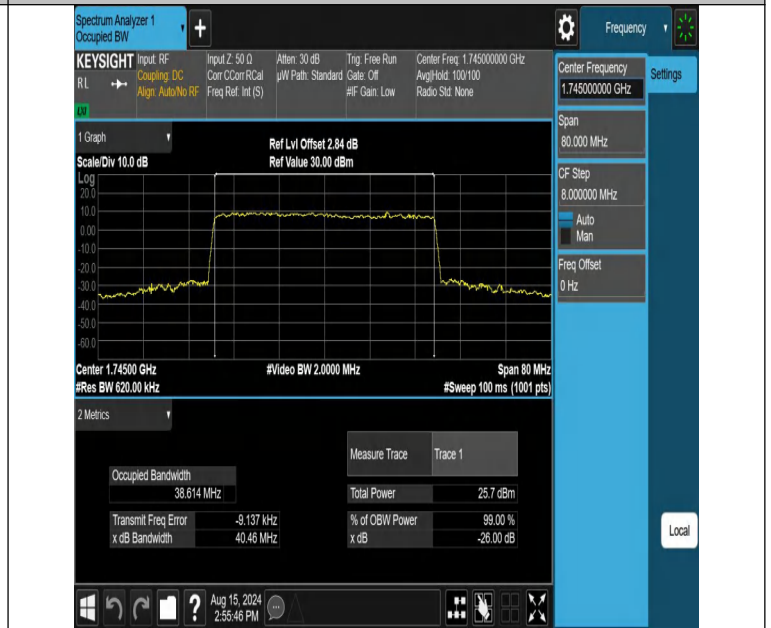 Spectrum Analyzer 1
Occupied BW
+
Frequency
KEYSIGHT
RL
LXI
Input: RF
Coupling: DC
Align: Auto/No RF
Input Z: 50 Ω
Corr CCorr RCal
Freq Ref: Int (S)
Atten: 30 dB
µW Path: Standard
Trig: Free Run
Gate: Off
#IF Gain: Low
Center Freq: 1.745000000 GHz
Avg|Hold: 100/100
Radio Std: None
Center Frequency
1.745000000 GHz
Settings
Span
80.000 MHz
CF Step
8.000000 MHz
Auto
Man
Freq Offset
0 Hz
Local
1 Graph
Scale/Div 10.0 dB
Ref Lvl Offset 2.84 dB
Ref Value 30.00 dBm
Log
20.0
10.0
0.00
-10.0
-20.0
-30.0
-40.0
-50.0
-60.0
Center 1.74500 GHz
#Video BW 2.0000 MHz
Span 80 MHz
#Res BW 620.00 kHz
#Sweep 100 ms (1001 pts)
2 Metrics
Measure Trace Trace 1
Occupied Bandwidth
38.614 MHz
Total Power 25.7 dBm
Transmit Freq Error -9.137 kHz
% of OBW Power 99.00 %
x dB Bandwidth 40.46 MHz
x dB -26.00 dB
?
Aug 15, 2024
2:55:46 PM